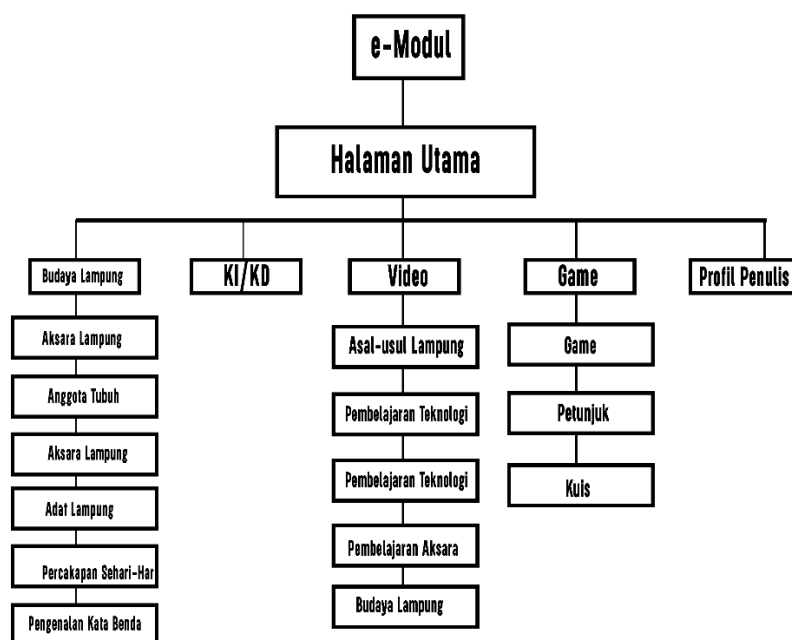 e-Modul
Halaman Utama
Budaya Lampung
KI/KD
Video
Game
Profil Penulis
Aksara Lampung
Anggota Tubuh
Aksara Lampung
Adat Lampung
Percakapan Sehari-Har
Pengenalan Kata Benda
Asal-usul Lampung
Pembelajaran Teknologi
Pembelajaran Teknologi
Pembelajaran Aksara
Budaya Lampung
Game
Petunjuk
Kuis